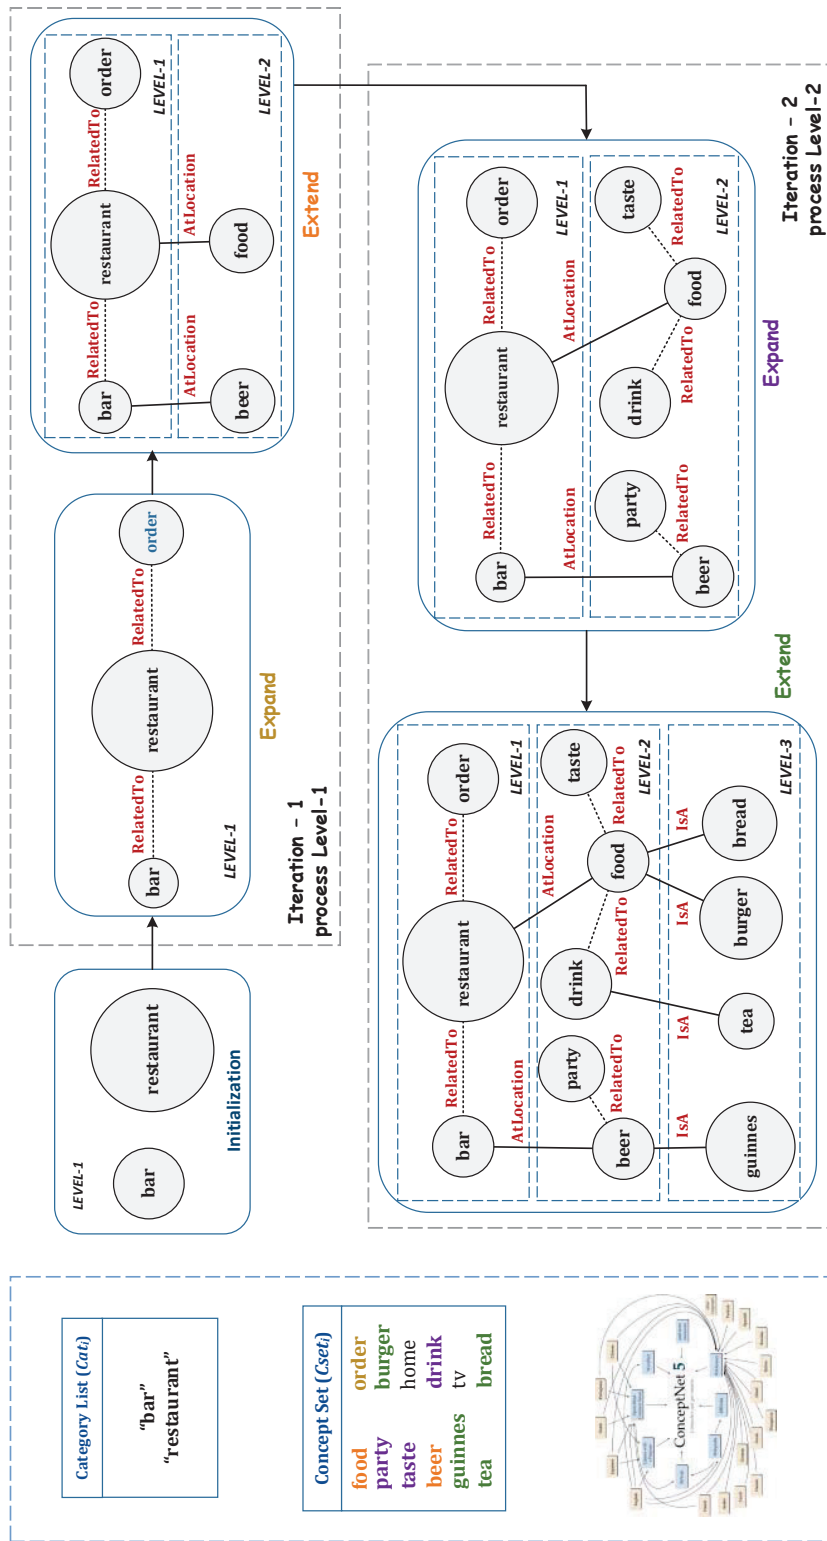 Category List (Cati)
"bar"
"restaurant"
Concept Set (Cseti)
food order
party burger
taste home
beer drink
guinnes tv
tea bread
ConceptNet 5
LEVEL-1
bar
restaurant
Initialization
bar
RelatedTo
restaurant
RelatedTo
order
LEVEL-1
Expand
Iteration - 1
process Level-1
bar
RelatedTo
restaurant
RelatedTo
order
LEVEL-1
AtLocation
AtLocation
beer
food
LEVEL-2
Extend
bar
RelatedTo
restaurant
RelatedTo
order
LEVEL-1
AtLocation
AtLocation
party
drink
taste
RelatedTo
RelatedTo
RelatedTo
beer
food
LEVEL-2
Expand
Iteration - 2
process Level-2
bar
RelatedTo
restaurant
RelatedTo
order
LEVEL-1
AtLocation
AtLocation
party
drink
taste
RelatedTo
RelatedTo
RelatedTo
beer
food
LEVEL-2
IsA
IsA
IsA
IsA
guinnes
tea
burger
bread
LEVEL-3
Extend